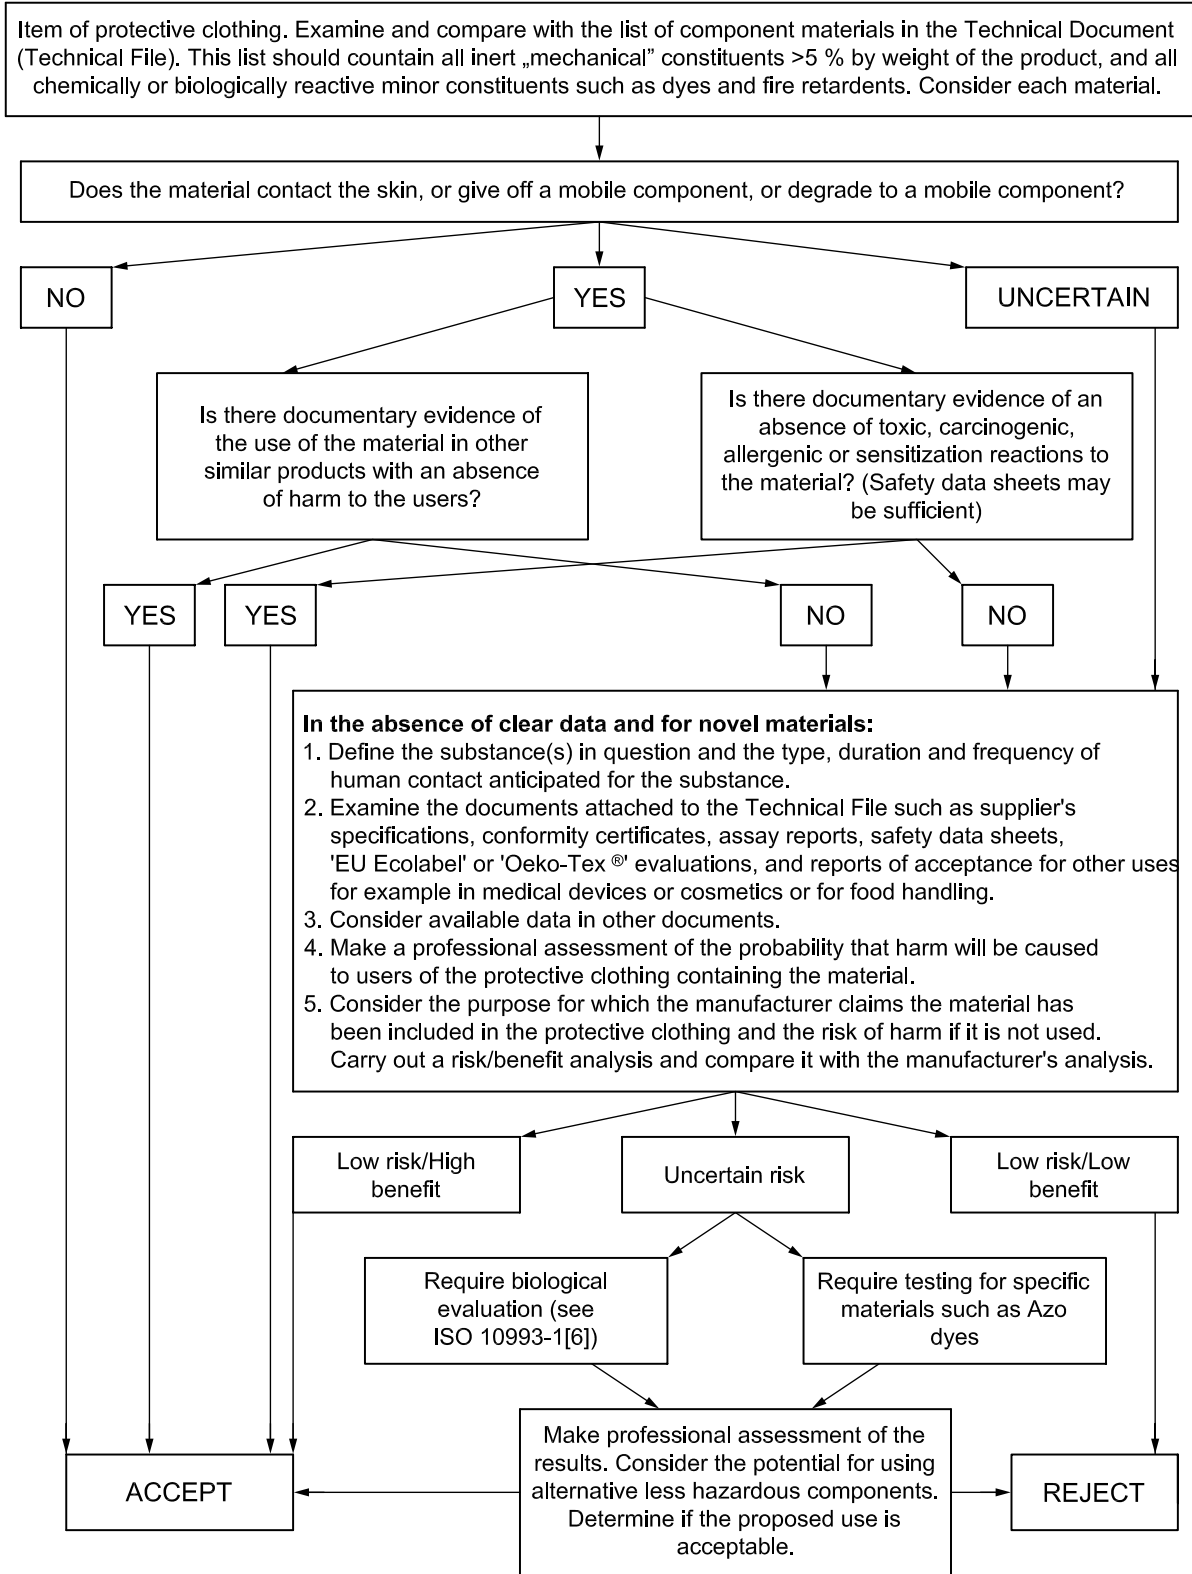 Item of protective clothing. Examine and compare with the list of component materials in the Technical Document
(Technical File). This list should countain all inert „mechanical” constituents >5 % by weight of the product, and all
chemically or biologically reactive minor constituents such as dyes and fire retardents. Consider each material.
Does the material contact the skin, or give off a mobile component, or degrade to a mobile component?
NO
YES
UNCERTAIN
Is there documentary evidence of
the use of the material in other
similar products with an absence
of harm to the users?
Is there documentary evidence of an
absence of toxic, carcinogenic,
allergenic or sensitization reactions to
the material? (Safety data sheets may
be sufficient)
YES
YES
NO
NO
In the absence of clear data and for novel materials:
1. Define the substance(s) in question and the type, duration and frequency of
human contact anticipated for the substance.
2. Examine the documents attached to the Technical File such as supplier's
specifications, conformity certificates, assay reports, safety data sheets,
'EU Ecolabel' or 'Oeko-Tex ®' evaluations, and reports of acceptance for other uses
for example in medical devices or cosmetics or for food handling.
3. Consider available data in other documents.
4. Make a professional assessment of the probability that harm will be caused
to users of the protective clothing containing the material.
5. Consider the purpose for which the manufacturer claims the material has
been included in the protective clothing and the risk of harm if it is not used.
Carry out a risk/benefit analysis and compare it with the manufacturer's analysis.
Low risk/High
benefit
Uncertain risk
Low risk/Low
benefit
Require biological
evaluation (see
ISO 10993-1[6])
Require testing for specific
materials such as Azo
dyes
ACCEPT
Make professional assessment of the
results. Consider the potential for using
alternative less hazardous components.
Determine if the proposed use is
acceptable.
REJECT